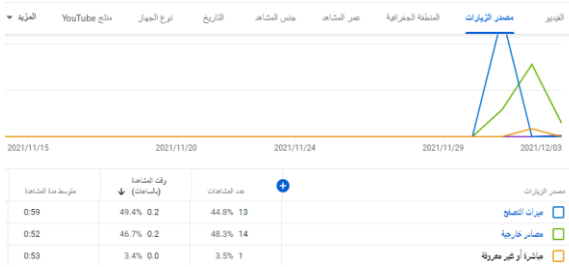 الفيديو مصدر الزيارات المنطقة الجغرافية عمر المشاهد جنس المشاهد التاريخ نوع الجهاز منتج YouTube المزيد
2021/11/15 2021/11/20 2021/11/24 2021/11/29 2021/12/03
مصدر الزيارات عدد المشاهدات وقت المشاهدة (بالساعات) متوسط مدة المشاهدة
ميزات التصفح 13 44.8% 0.2 49.4% 0:59
مصادر خارجية 14 48.3% 0.2 46.7% 0:52
مباشرة أو غير معروفة 1 3.5% 0.0 3.4% 0:53